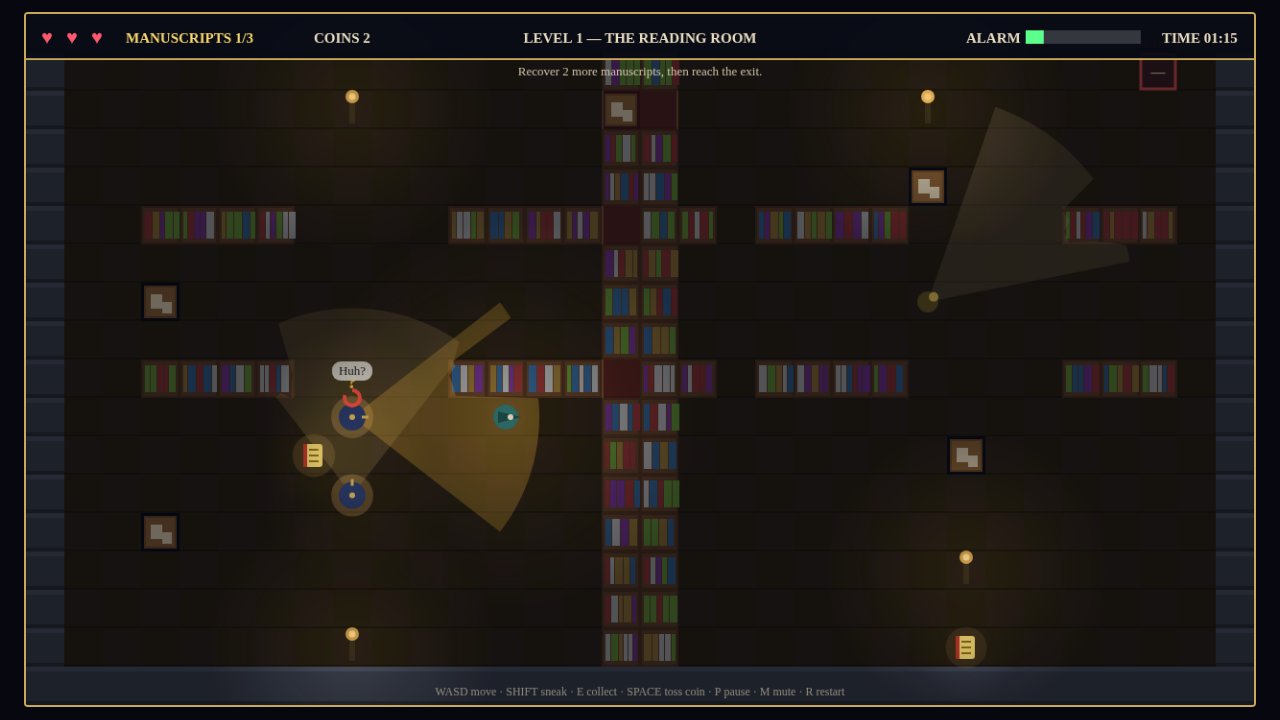 MANUSCRIPTS 1/3 COINS 2 LEVEL 1 — THE READING ROOM ALARM TIME 01:15
Recover 2 more manuscripts, then reach the exit.
Huh?
WASD move · SHIFT sneak · E collect · SPACE toss coin · P pause · M mute · R restart